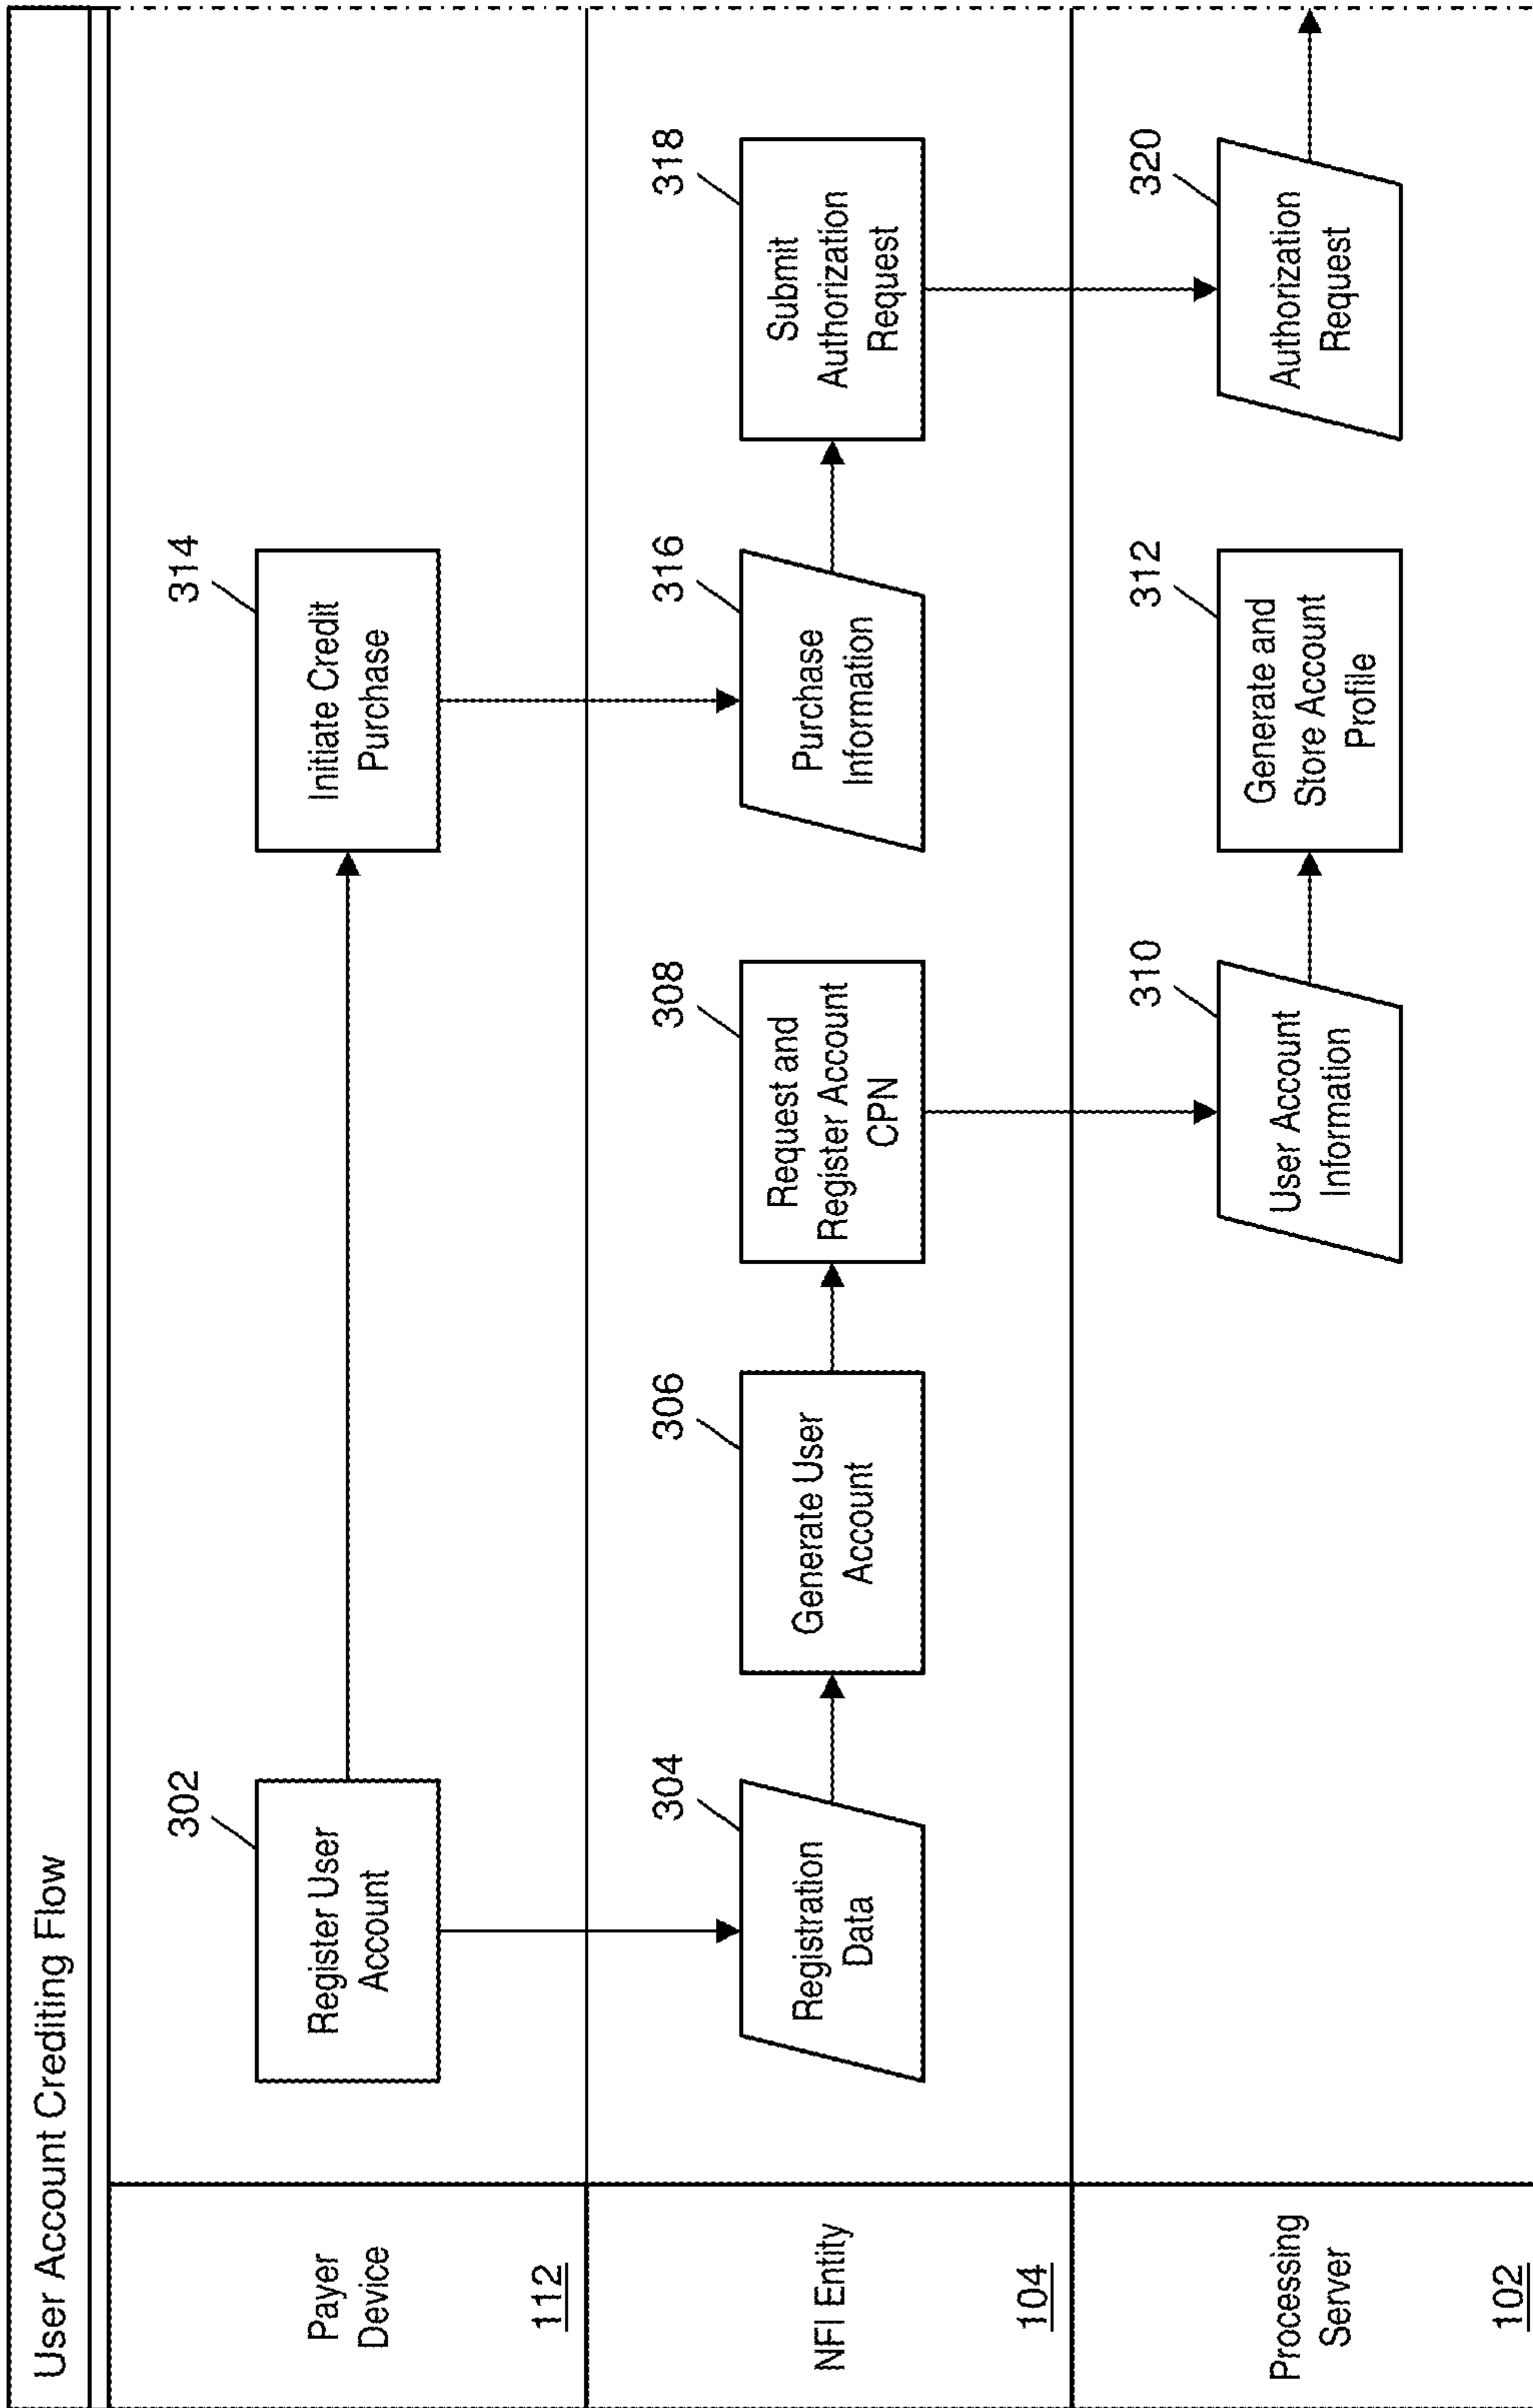 User Account Crediting Flow
Payer
Device
112
302
Register User
Account
314
Initiate Credit
Purchase
NFI Entity
104
304
Registration
Data
306
Generate User
Account
308
Request and
Register Account
CPN
316
Purchase
Information
318
Submit
Authorization
Request
Processing
Server
102
310
User Account
Information
312
Generate and
Store Account
Profile
320
Authorization
Request